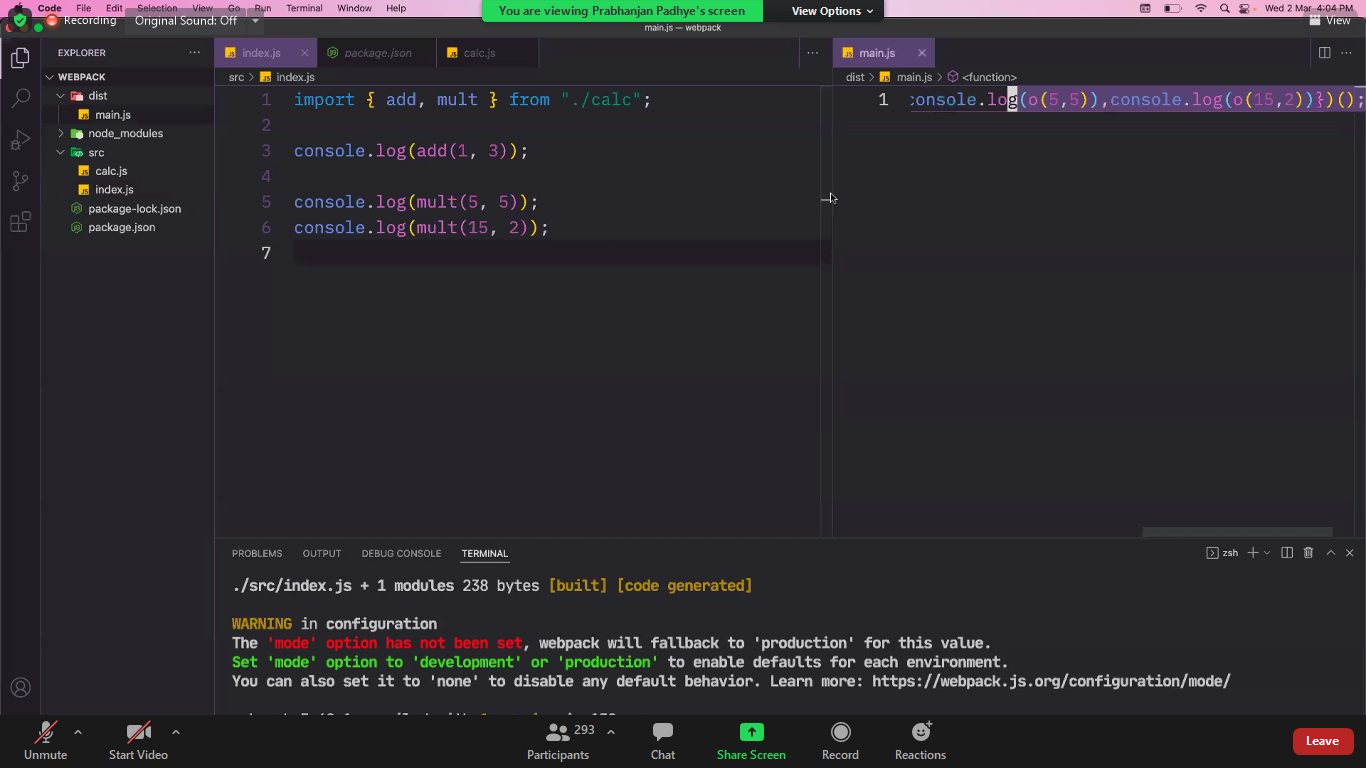 Code File Edit Selection View Go Run Terminal Window Help
Wed 2 Mar 4:04 PM
Recording
Original Sound: Off
You are viewing Prabhanjan Padhye's screen
View Options
View
main.js — webpack
EXPLORER
WEBPACK
dist
main.js
node_modules
src
calc.js
index.js
package-lock.json
package.json
index.js
package.json
calc.js
src > index.js
1 import { add, mult } from "./calc";
2
3 console.log(add(1, 3));
4
5 console.log(mult(5, 5));
6 console.log(mult(15, 2));
7
main.js
dist > main.js > <function>
1 console.log(o(5,5)),console.log(o(15,2))})();
PROBLEMS OUTPUT DEBUG CONSOLE TERMINAL
zsh
./src/index.js + 1 modules 238 bytes [built] [code generated]
WARNING in configuration
The 'mode' option has not been set, webpack will fallback to 'production' for this value.
Set 'mode' option to 'development' or 'production' to enable defaults for each environment.
You can also set it to 'none' to disable any default behavior. Learn more: https://webpack.js.org/configuration/mode/
Unmute
Start Video
293
Participants
Chat
Share Screen
Record
Reactions
Leave